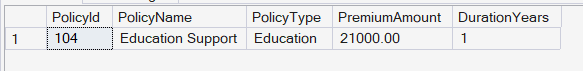 PolicyId PolicyName PolicyType PremiumAmount DurationYears
1 104 Education Support Education 21000.00 1